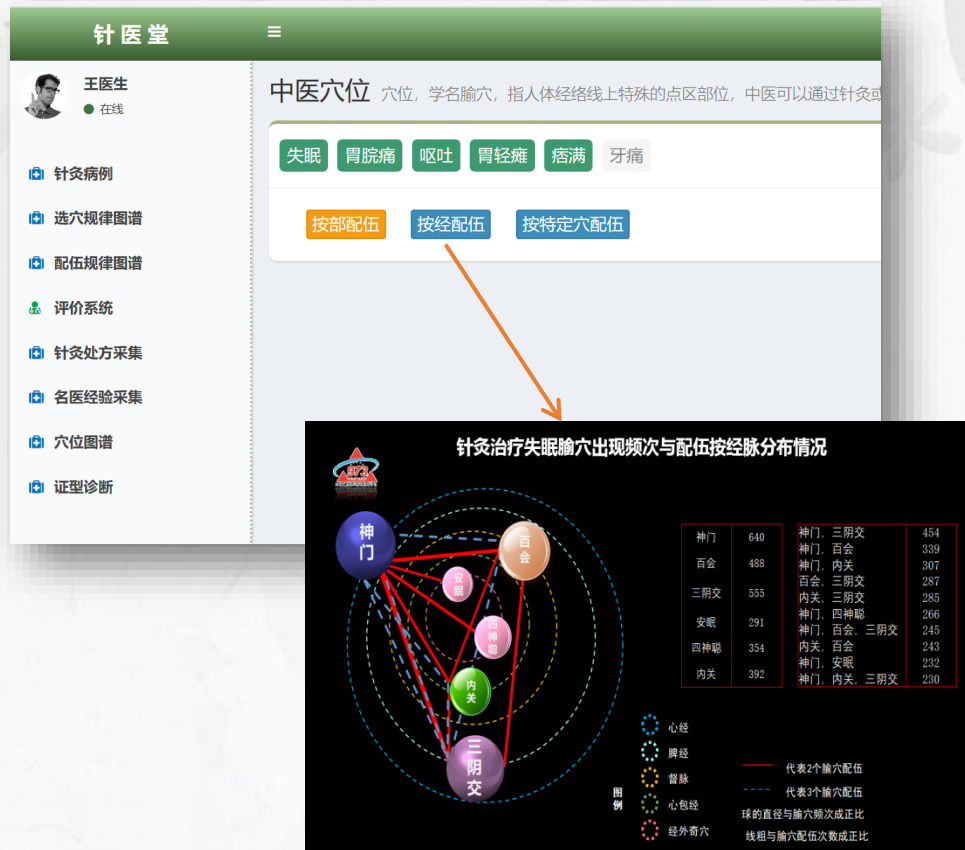 针医堂
王医生
在线
针灸病例
选穴规律图谱
配伍规律图谱
评价系统
针灸处方采集
名医经验采集
穴位图谱
证型诊断
中医穴位 穴位，学名腧穴，指人体经络线上特殊的点区部位，中医可以通过针灸或
失眠 胃脘痛 呕吐 胃轻瘫 痞满 牙痛
按部配伍 按经配伍 按特定穴配伍
973
针灸治疗失眠腧穴出现频次与配伍按经脉分布情况
神门
百会
安眠
四神聪
内关
三阴交
神门 640
百会 488
三阴交 555
安眠 291
四神聪 354
内关 392
神门，三阴交 454
神门，百会 339
神门，内关 307
百会，三阴交 287
内关，三阴交 285
神门，四神聪 266
神门，百会，三阴交 245
内关，百会 243
神门，安眠 232
神门，内关，三阴交 230
图例
心经
脾经
督脉
心包经
经外奇穴
代表2个腧穴配伍
代表3个腧穴配伍
球的直径与腧穴频次成正比
线粗与腧穴配伍次数成正比